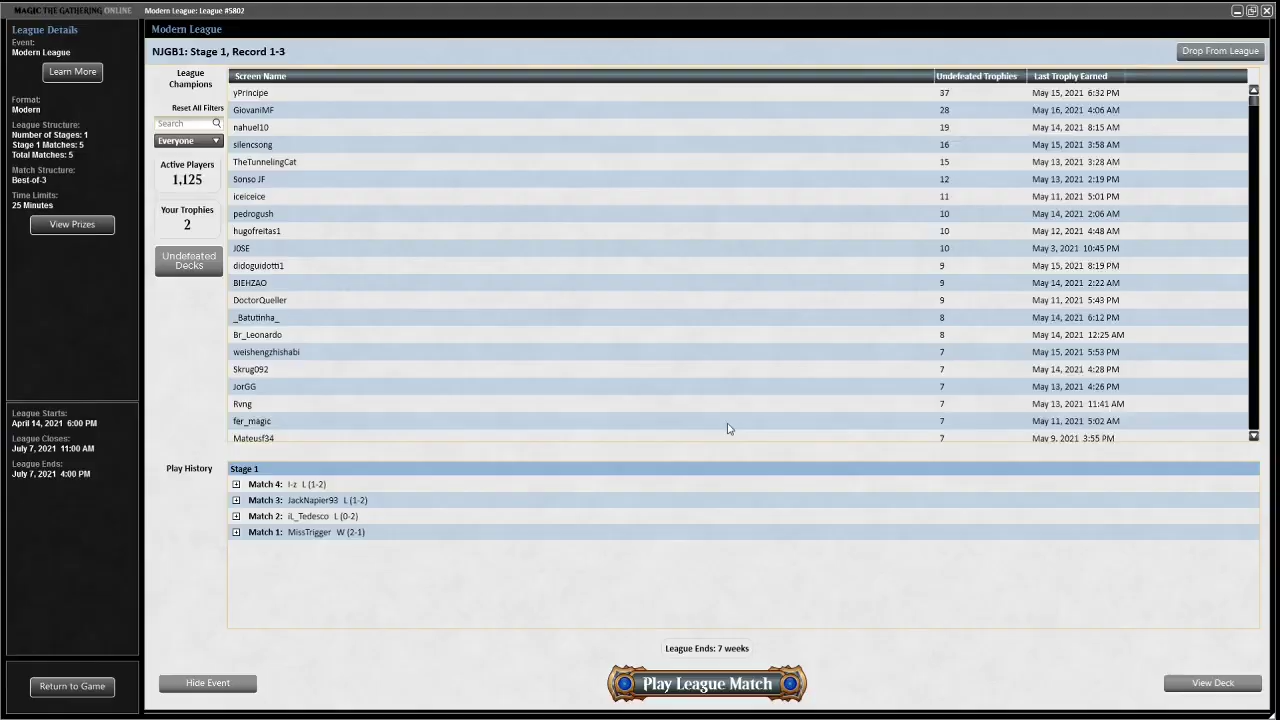 MAGIC THE GATHERING ONLINE
Modern League: League #5802
League Details
Event:
Modern League
Learn More
Format:
Modern
League Structure:
Number of Stages: 1
Stage 1 Matches: 5
Total Matches: 5
Match Structure:
Best-of-3
Time Limits:
25 Minutes
View Prizes
League Starts:
April 14, 2021 6:00 PM
League Closes:
July 7, 2021 11:00 AM
League Ends:
July 7, 2021 4:00 PM
Return to Game
Modern League
NJGB1: Stage 1, Record 1-3
Drop From League
League
Champions
Reset All Filters
Search
Everyone
Active Players
1,125
Your Trophies
2
Undefeated
Decks
Screen Name Undefeated Trophies Last Trophy Earned
yPrincipe 37 May 15, 2021 6:32 PM
GiovaniMF 28 May 16, 2021 4:06 AM
nahuel10 19 May 14, 2021 8:15 AM
silencsong 16 May 15, 2021 3:58 AM
TheTunnelingCat 15 May 13, 2021 3:28 AM
Sonso JF 12 May 13, 2021 2:19 PM
iceiceice 11 May 11, 2021 5:01 PM
pedrogush 10 May 14, 2021 2:06 AM
hugofreitas1 10 May 12, 2021 4:48 AM
J0SE 10 May 3, 2021 10:45 PM
didoguidotti1 9 May 15, 2021 8:19 PM
BIEHZAO 9 May 14, 2021 2:22 AM
DoctorQueller 9 May 11, 2021 5:43 PM
_Batutinha_ 8 May 14, 2021 6:12 PM
Br_Leonardo 8 May 14, 2021 12:25 AM
weishengzhishabi 7 May 15, 2021 5:53 PM
Skrug092 7 May 14, 2021 4:28 PM
JorGG 7 May 13, 2021 4:26 PM
Rvng 7 May 13, 2021 11:41 AM
fer_magic 7 May 11, 2021 5:02 AM
Mateusf34 7 May 9, 2021 3:55 PM
Play History
Stage 1
Match 4: I-z L (1-2)
Match 3: JackNapier93 L (1-2)
Match 2: iL_Tedesco L (0-2)
Match 1: MissTrigger W (2-1)
League Ends: 7 weeks
Hide Event
Play League Match
View Deck